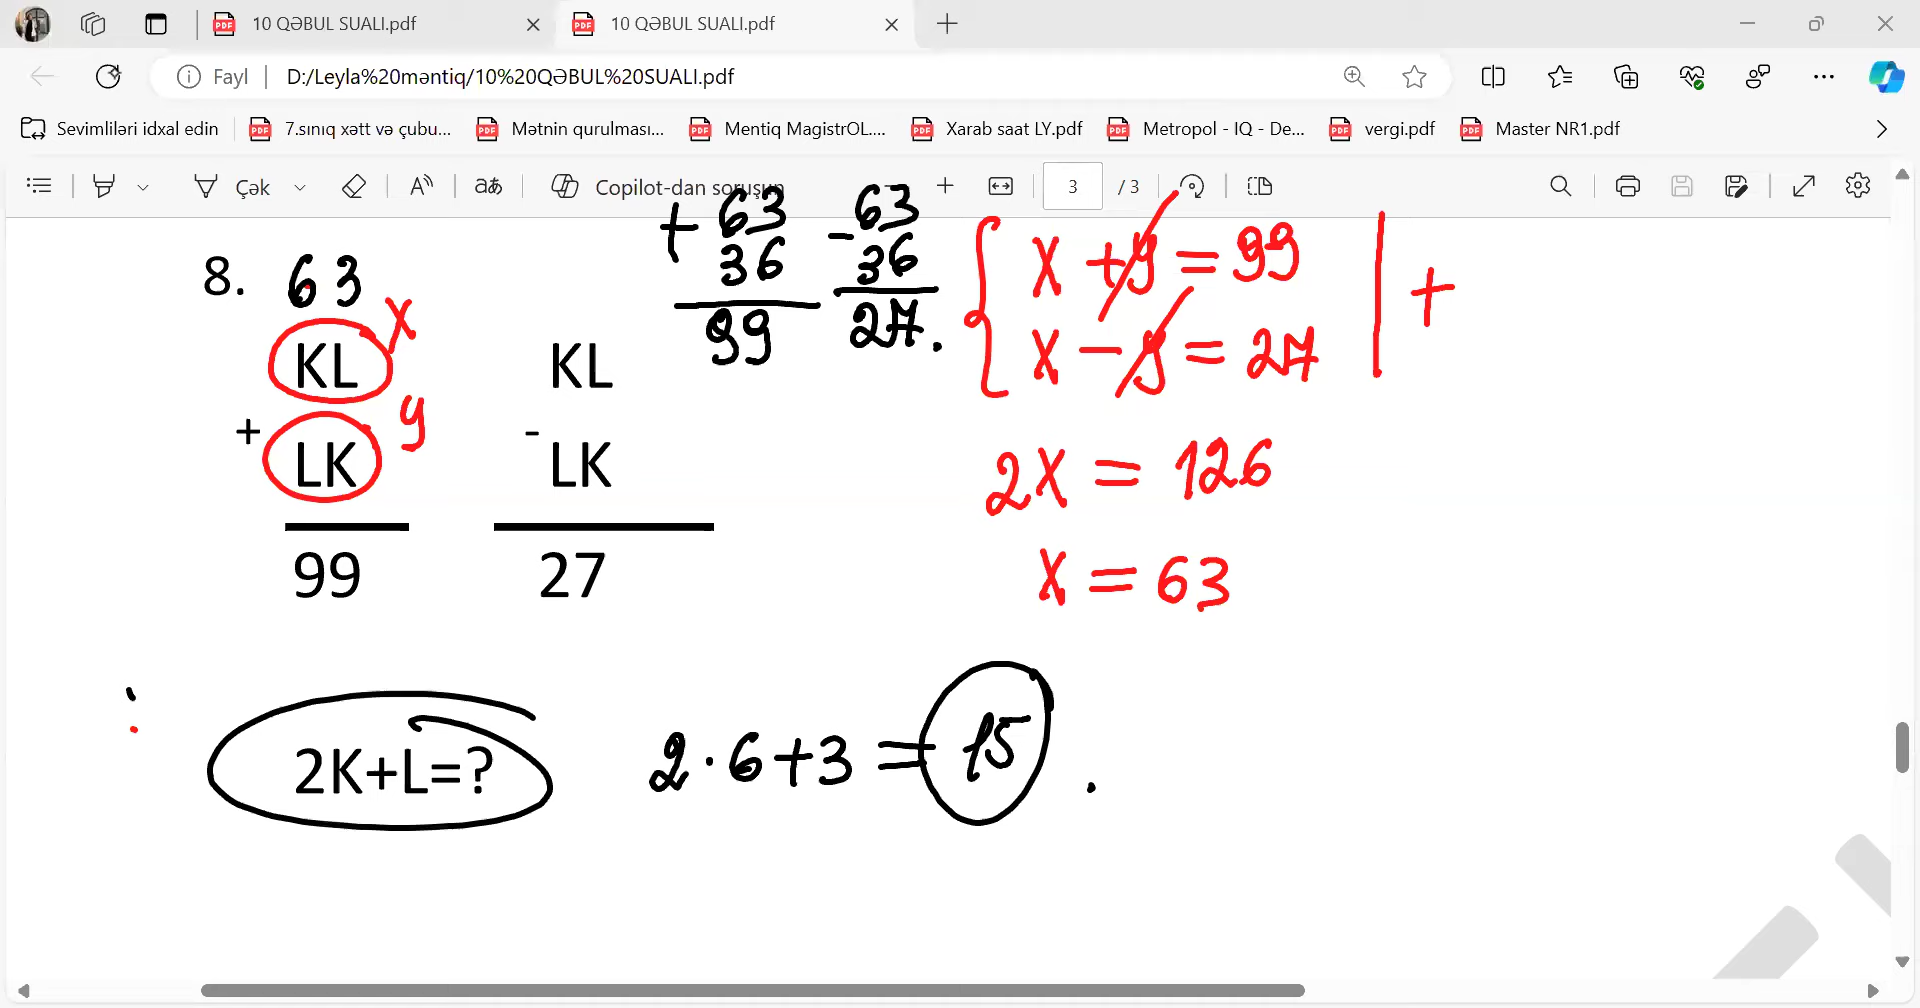 10 QƏBUL SUALI.pdf
10 QƏBUL SUALI.pdf
Fayl
D:/Leyla%20məntiq/10%20QƏBUL%20SUALI.pdf
Sevimliləri idxal edin
7.sınıq xətt və çubu...
Mətnin qurulması...
Mentiq MagistrOL....
Xarab saat LY.pdf
Metropol - IQ - De...
vergi.pdf
Master NR1.pdf
Çək
Copilot-dan soruşun
3 / 3
+ 63
36
99
- 63
36
27.
x + y = 99
x - y = 27
+
2x = 126
x = 63
8. 63
KL x
+
LK y
99
KL
-
LK
27
2K+L=?
2·6+3=15.